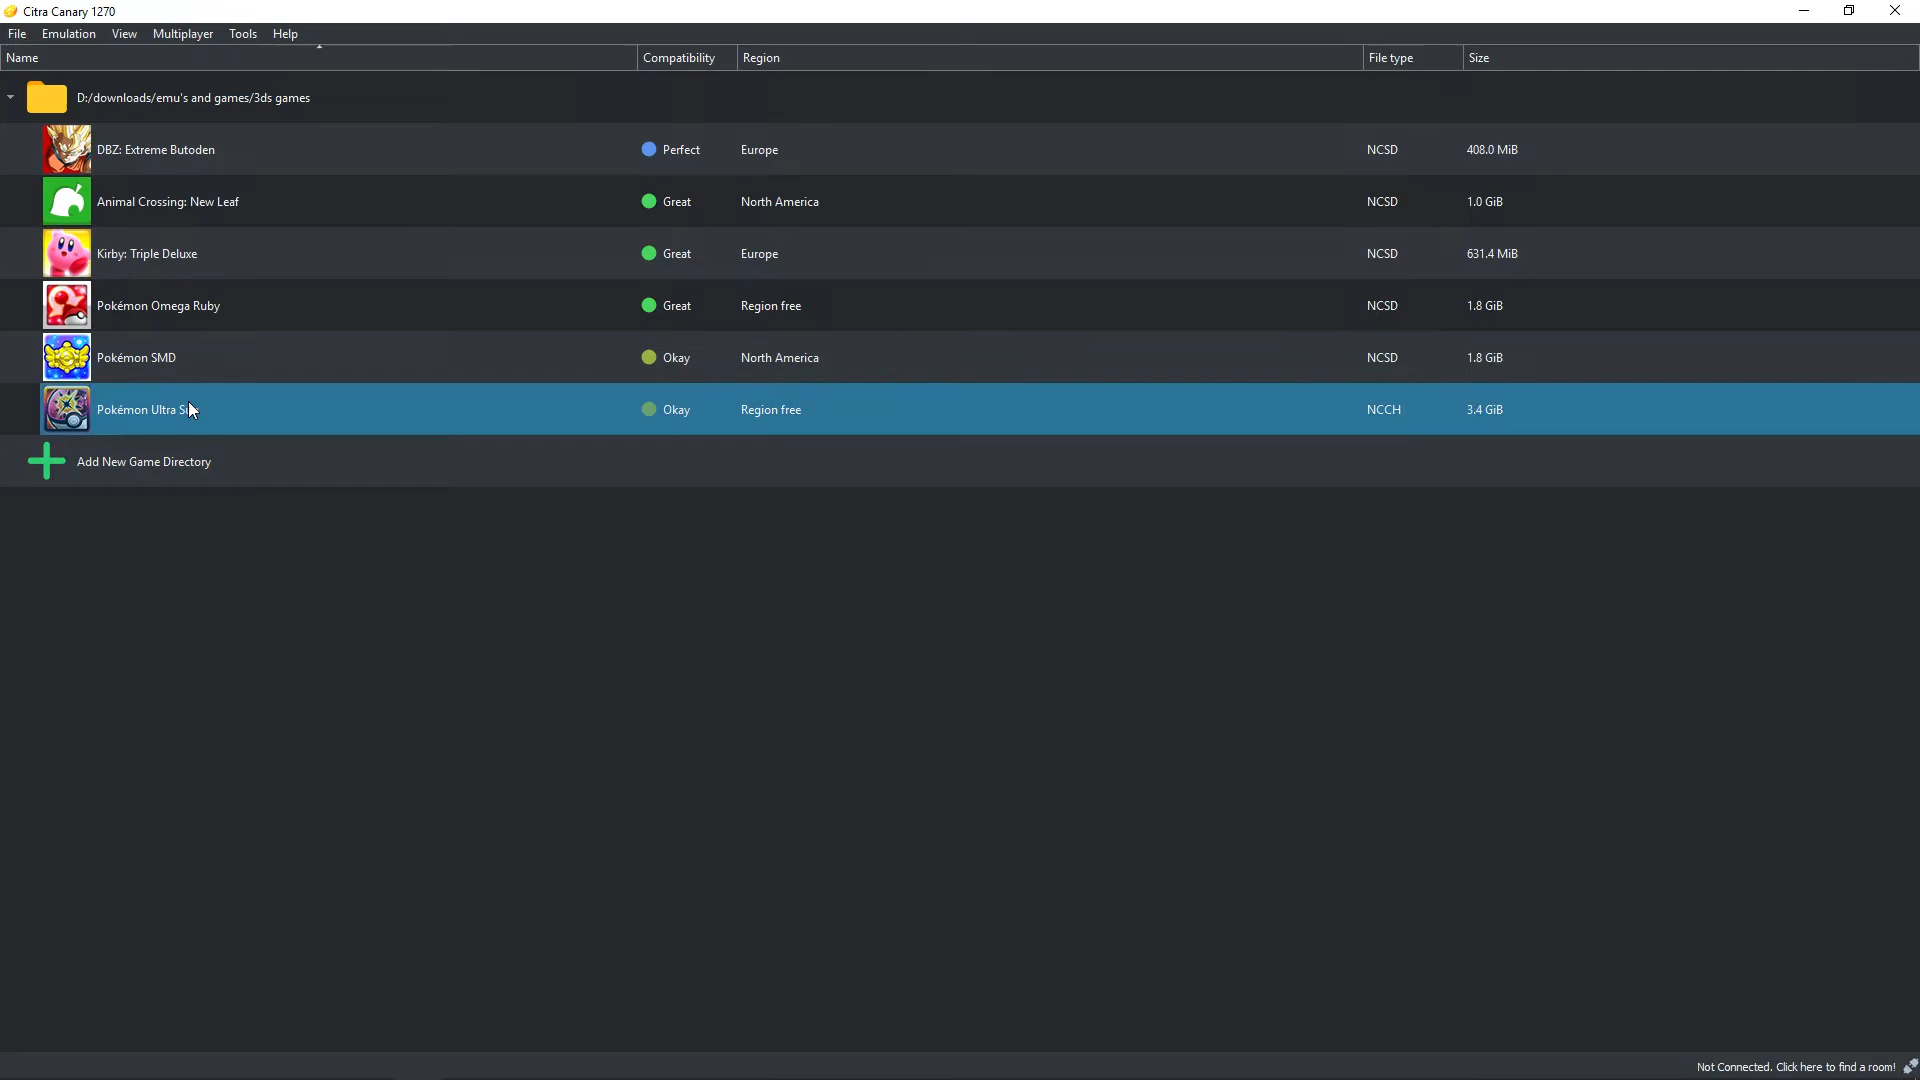 Citra Canary 1270
File Emulation View Multiplayer Tools Help
Name Compatibility Region File type Size
D:/downloads/emu's and games/3ds games
DBZ: Extreme Butoden Perfect Europe NCSD 408.0 MiB
Animal Crossing: New Leaf Great North America NCSD 1.0 GiB
Kirby: Triple Deluxe Great Europe NCSD 631.4 MiB
Pokémon Omega Ruby Great Region free NCSD 1.8 GiB
Pokémon SMD Okay North America NCSD 1.8 GiB
Pokémon Ultra Okay Region free NCCH 3.4 GiB
Add New Game Directory
Not Connected. Click here to find a room!